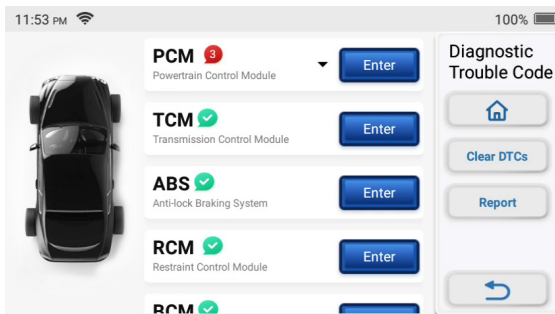 11:53 PM
100%
PCM 3
Powertrain Control Module
Enter
TCM
Transmission Control Module
Enter
ABS
Anti-lock Braking System
Enter
RCM
Restraint Control Module
Enter
BCM
Diagnostic
Trouble Code
Clear DTCs
Report